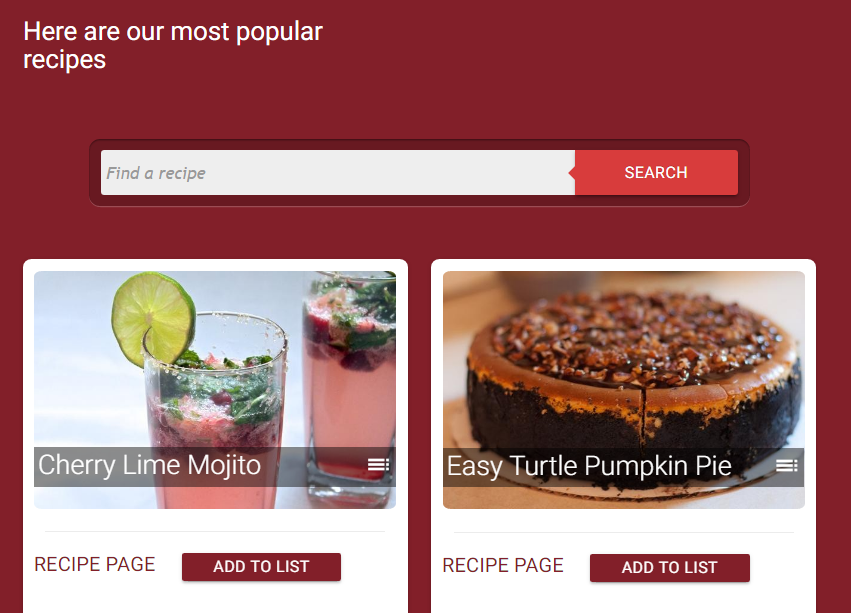 Here are our most popular
recipes
Find a recipe
SEARCH
Cherry Lime Mojito
Easy Turtle Pumpkin Pie
RECIPE PAGE
ADD TO LIST
RECIPE PAGE
ADD TO LIST